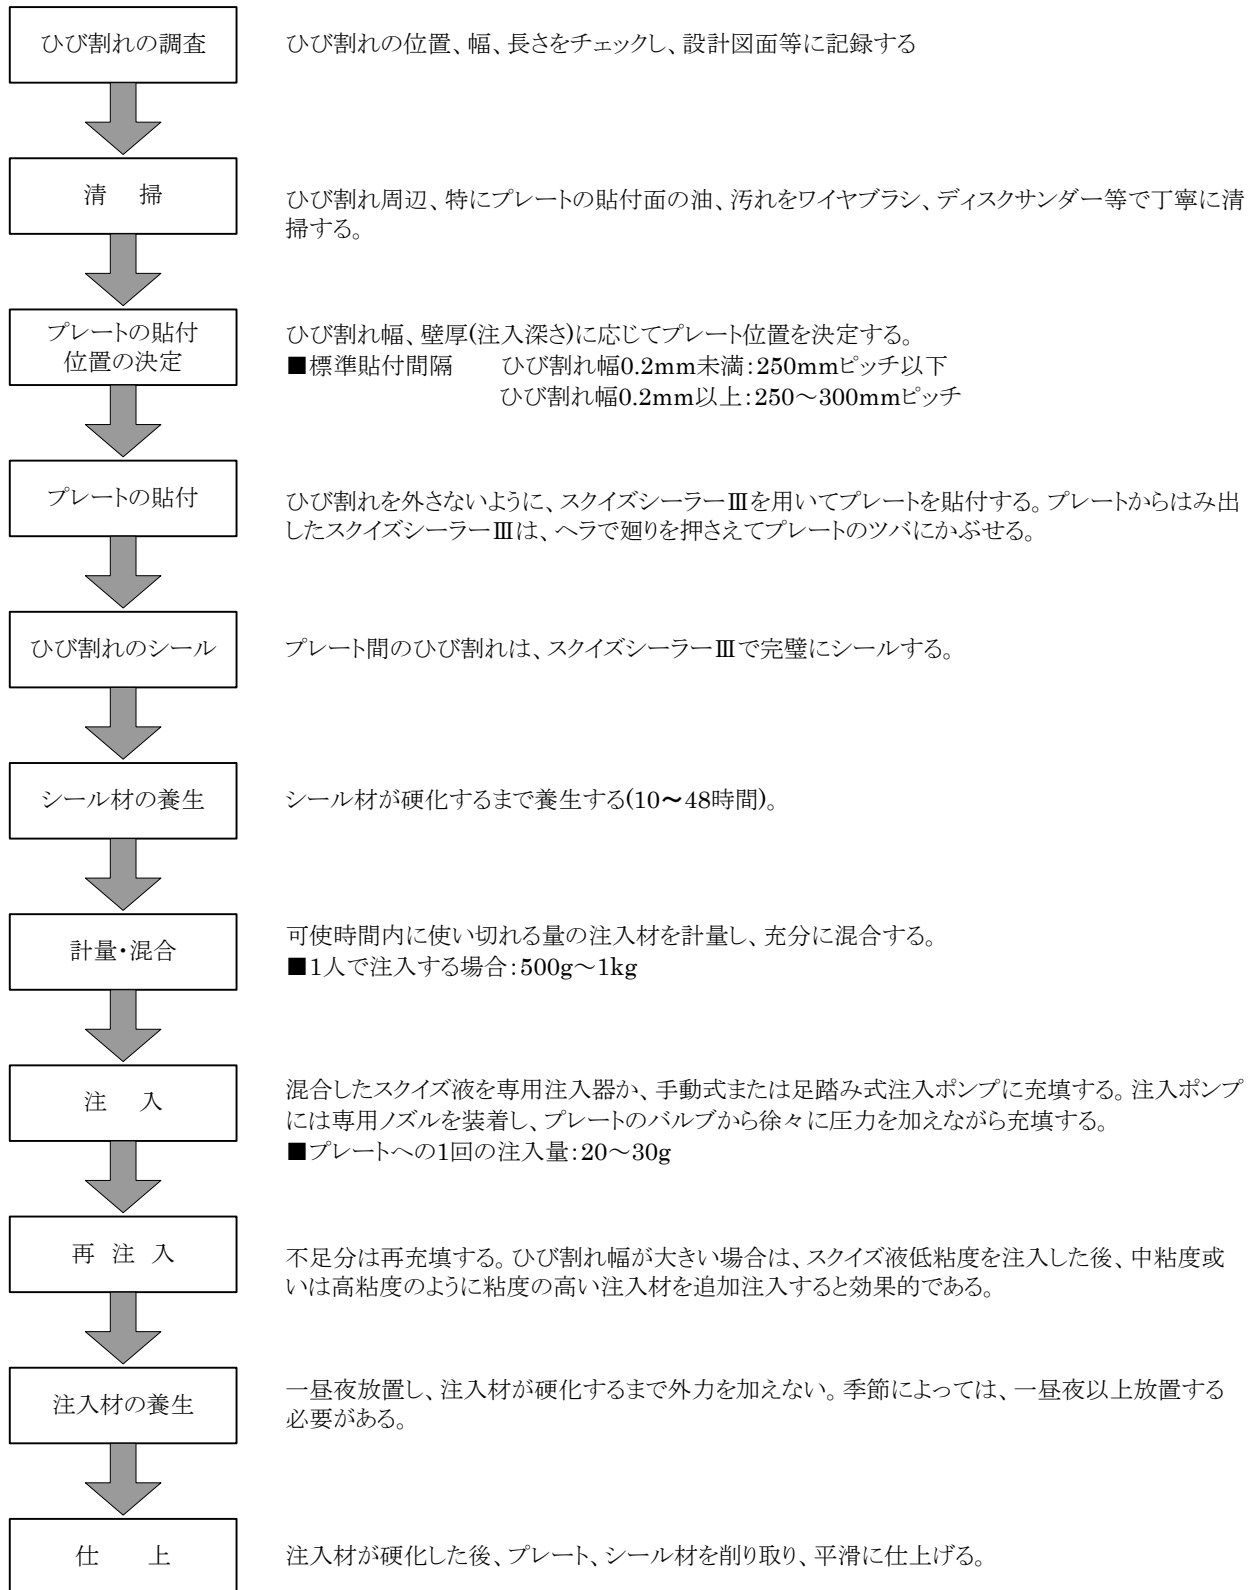 ひび割れの調査
ひび割れの位置、幅、長さをチェックし、設計図面等に記録する
清　掃
ひび割れ周辺、特にプレートの貼付面の油、汚れをワイヤブラシ、ディスクサンダー等で丁寧に清
掃する。
プレートの貼付
位置の決定
ひび割れ幅、壁厚(注入深さ)に応じてプレート位置を決定する。
■標準貼付間隔　　ひび割れ幅0.2mm未満：250mmピッチ以下
ひび割れ幅0.2mm以上：250～300mmピッチ
プレートの貼付
ひび割れを外さないように、スクイズシーラーⅢを用いてプレートを貼付する。プレートからはみ出
したスクイズシーラーⅢは、ヘラで廻りを押さえてプレートのツバにかぶせる。
ひび割れのシール
プレート間のひび割れは、スクイズシーラーⅢで完璧にシールする。
シール材の養生
シール材が硬化するまで養生する(10～48時間)。
計量・混合
可使時間内に使い切れる量の注入材を計量し、充分に混合する。
■1人で注入する場合：500g～1kg
注　入
混合したスクイズ液を専用注入器か、手動式または足踏み式注入ポンプに充填する。注入ポンプ
には専用ノズルを装着し、プレートのバルブから徐々に圧力を加えながら充填する。
■プレートへの1回の注入量：20～30g
再 注 入
不足分は再充填する。ひび割れ幅が大きい場合は、スクイズ液低粘度を注入した後、中粘度或
いは高粘度のように粘度の高い注入材を追加注入すると効果的である。
注入材の養生
一昼夜放置し、注入材が硬化するまで外力を加えない。季節によっては、一昼夜以上放置する
必要がある。
仕　　上
注入材が硬化した後、プレート、シール材を削り取り、平滑に仕上げる。